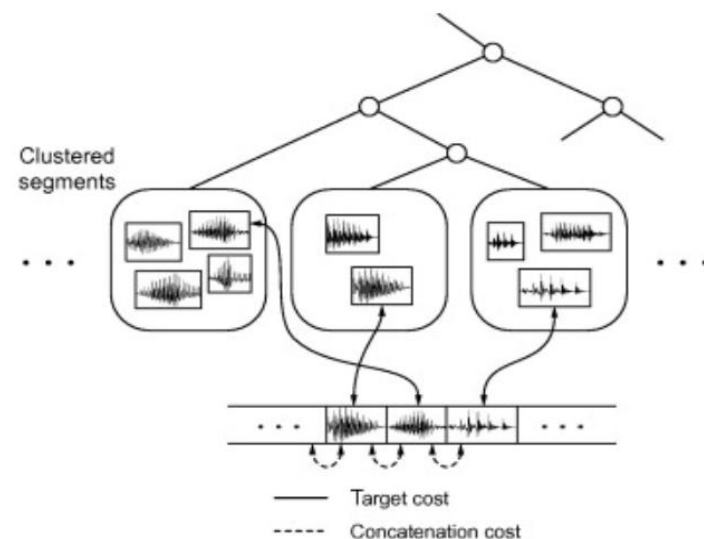 Clustered
segments
. . .
. . .
. . .
. . .
Target cost
Concatenation cost